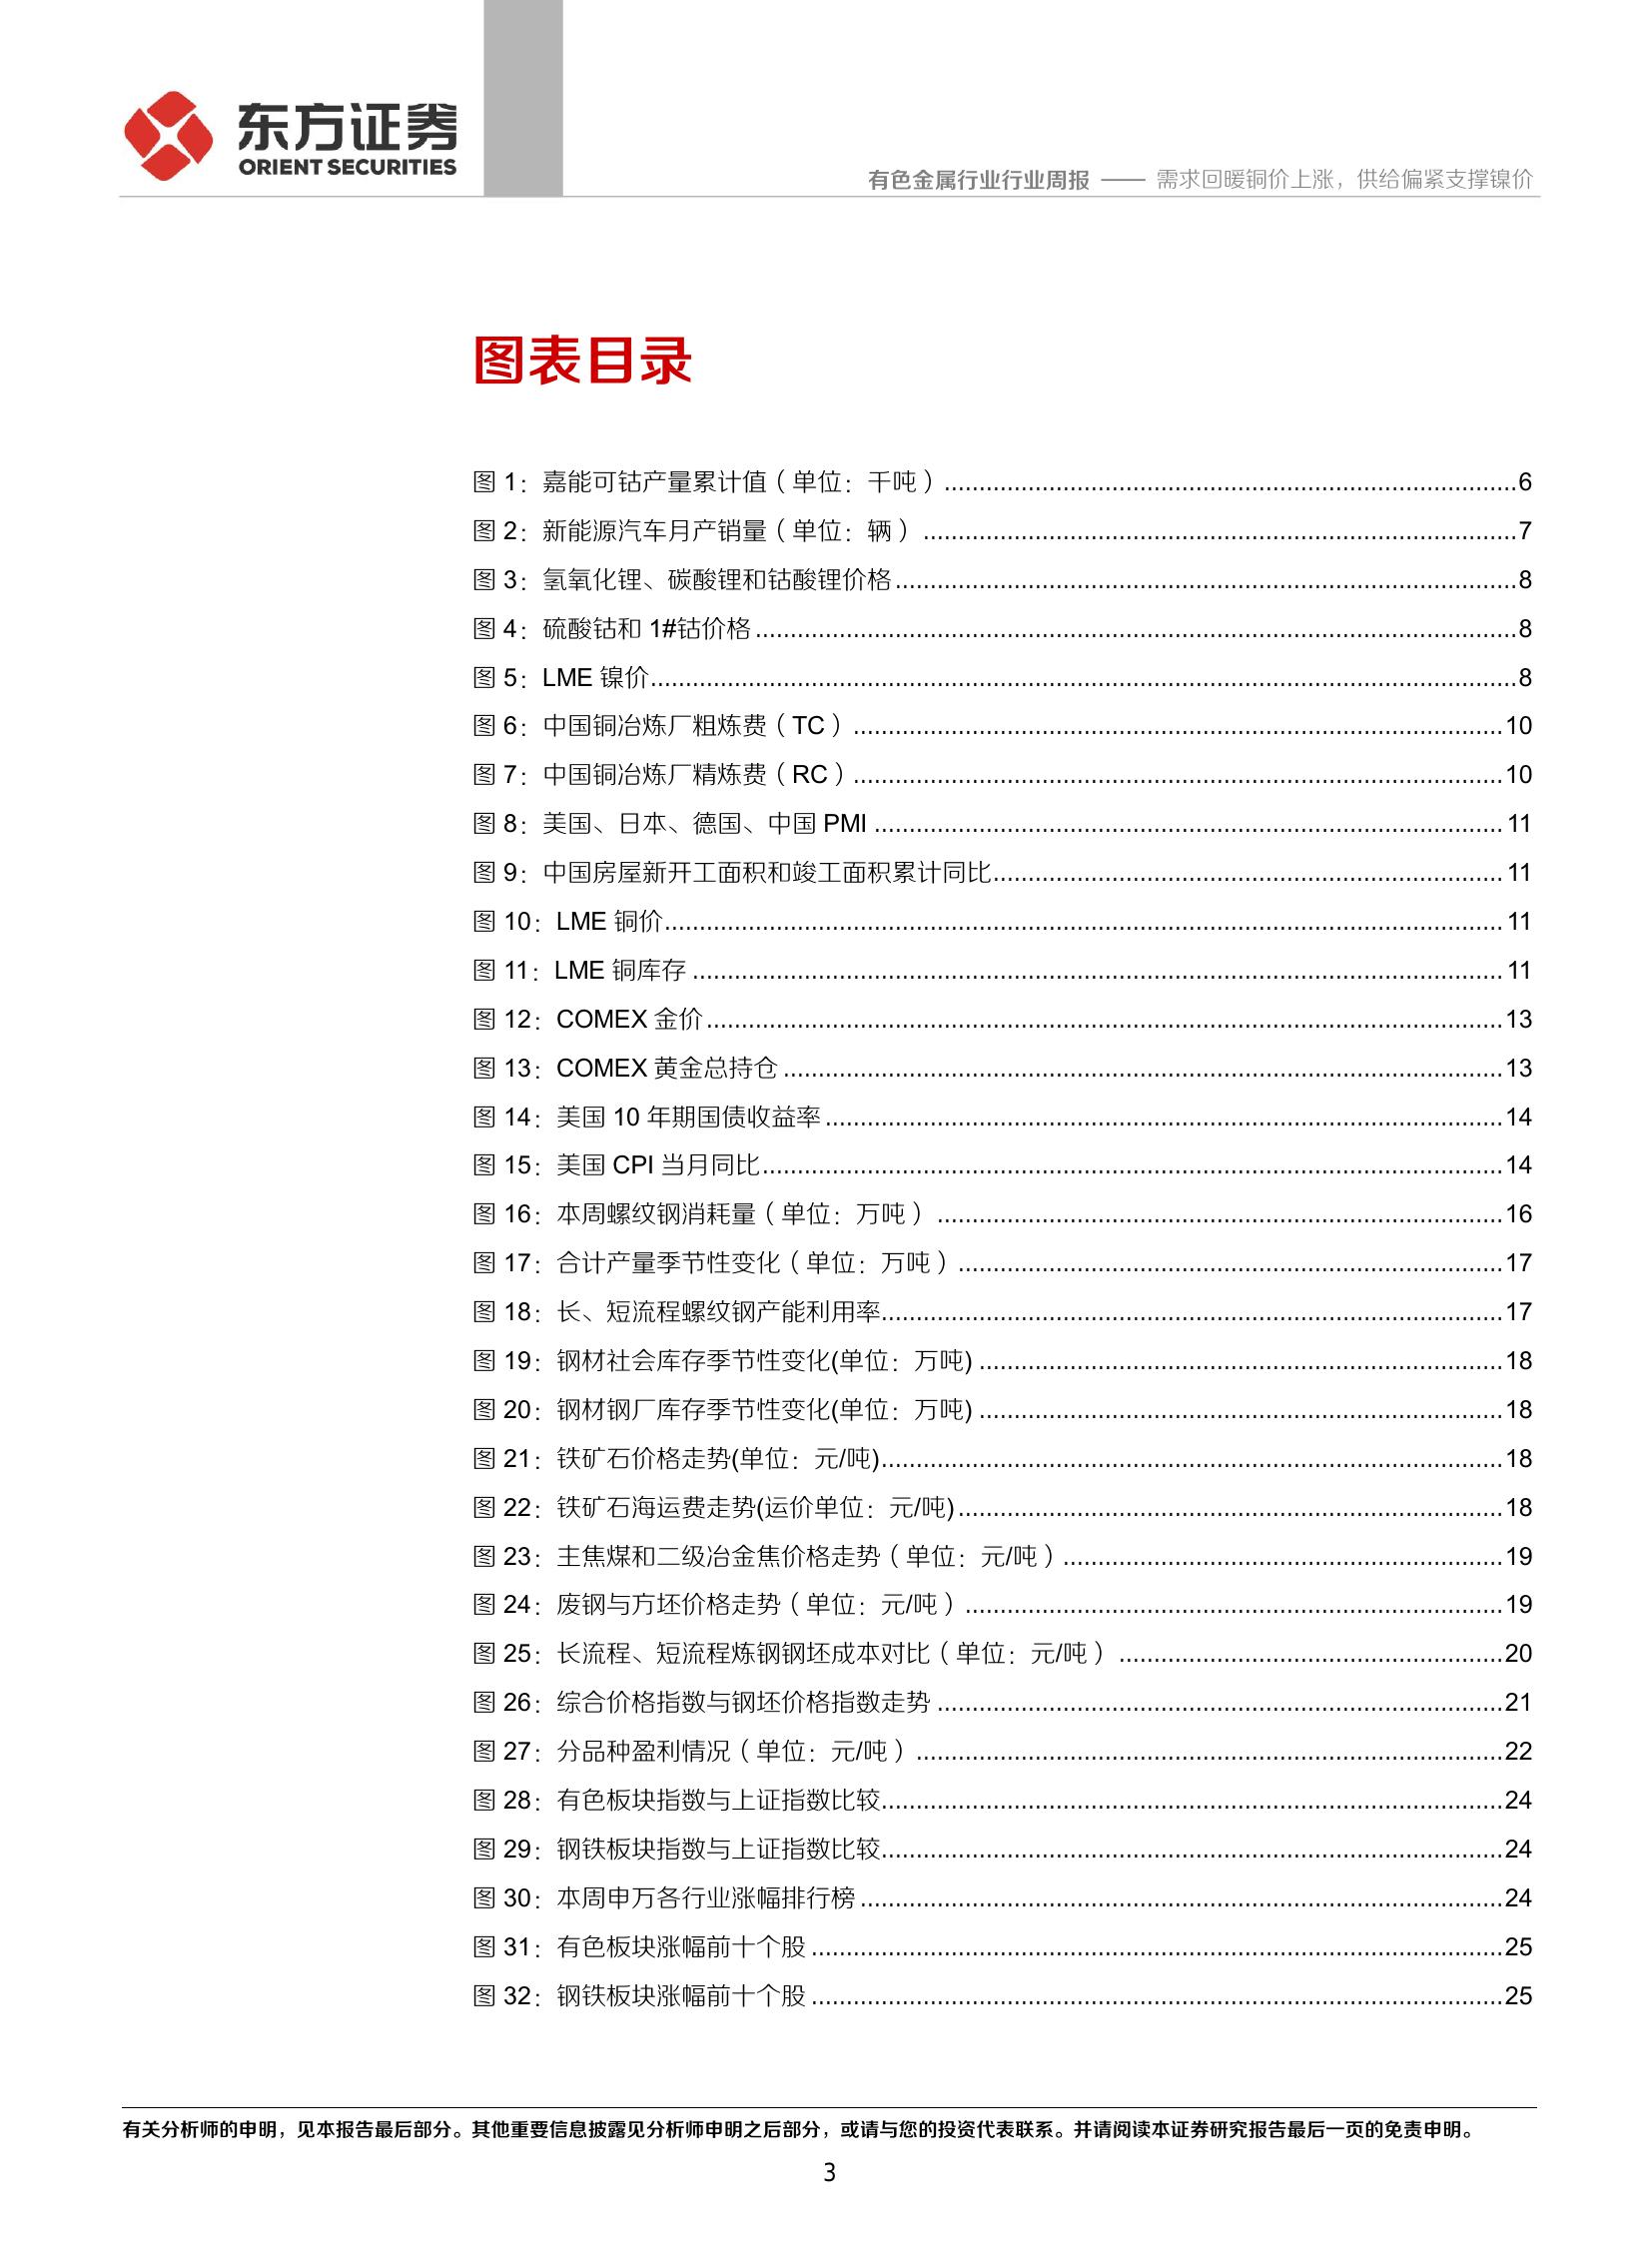 东方证券
ORIENT SECURITIES
有色金属行业行业周报 —— 需求回暖铜价上涨，供给偏紧支撑镍价
图表目录
图 1：嘉能可钴产量累计值（单位：千吨）........................6
图 2：新能源汽车月产销量（单位：辆）........................7
图 3：氢氧化锂、碳酸锂和钴酸锂价格........................8
图 4：硫酸钴和 1#钴价格........................8
图 5：LME 镍价........................8
图 6：中国铜冶炼厂粗炼费（TC）........................10
图 7：中国铜冶炼厂精炼费（RC）........................10
图 8：美国、日本、德国、中国 PMI........................11
图 9：中国房屋新开工面积和竣工面积累计同比........................11
图 10：LME 铜价........................11
图 11：LME 铜库存........................11
图 12：COMEX 金价........................13
图 13：COMEX 黄金总持仓........................13
图 14：美国 10 年期国债收益率........................14
图 15：美国 CPI 当月同比........................14
图 16：本周螺纹钢消耗量（单位：万吨）........................16
图 17：合计产量季节性变化（单位：万吨）........................17
图 18：长、短流程螺纹钢产能利用率........................17
图 19：钢材社会库存季节性变化(单位：万吨)........................18
图 20：钢材钢厂库存季节性变化(单位：万吨)........................18
图 21：铁矿石价格走势(单位：元/吨)........................18
图 22：铁矿石海运费走势(运价单位：元/吨)........................18
图 23：主焦煤和二级冶金焦价格走势（单位：元/吨）........................19
图 24：废钢与方坯价格走势（单位：元/吨）........................19
图 25：长流程、短流程炼钢钢坯成本对比（单位：元/吨）........................20
图 26：综合价格指数与钢坯价格指数走势........................21
图 27：分品种盈利情况（单位：元/吨）........................22
图 28：有色板块指数与上证指数比较........................24
图 29：钢铁板块指数与上证指数比较........................24
图 30：本周申万各行业涨幅排行榜........................24
图 31：有色板块涨幅前十个股........................25
图 32：钢铁板块涨幅前十个股........................25
有关分析师的申明，见本报告最后部分。其他重要信息披露见分析师申明之后部分，或请与您的投资代表联系。并请阅读本证券研究报告最后一页的免责申明。
3